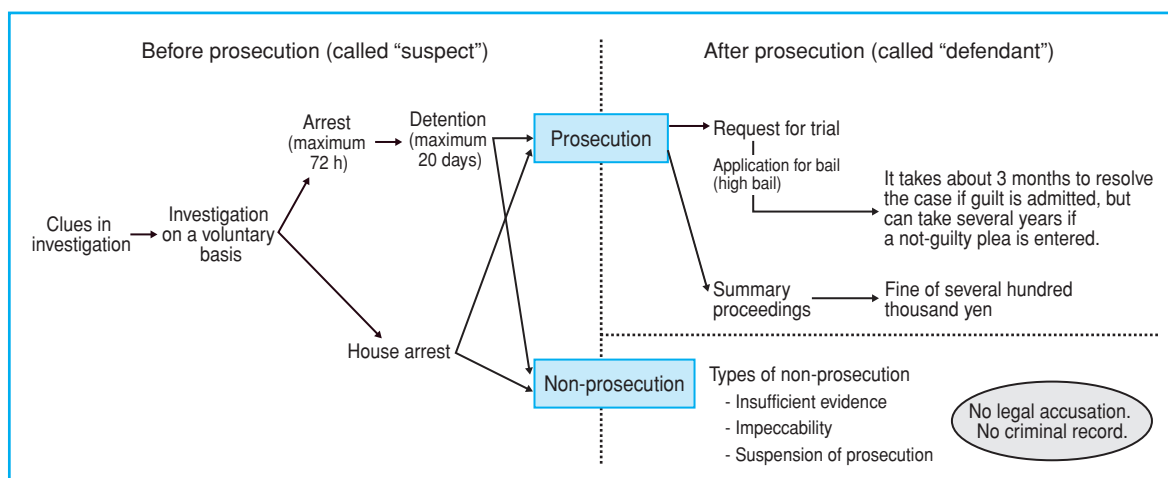 Before prosecution (called “suspect”)
After prosecution (called “defendant”)
Clues in
investigation
Investigation
on a voluntary
basis
Arrest
(maximum
72 h)
Detention
(maximum
20 days)
House arrest
Prosecution
Non-prosecution
Request for trial
Application for bail
(high bail)
It takes about 3 months to resolve
the case if guilt is admitted, but
can take several years if
a not-guilty plea is entered.
Summary
proceedings
Fine of several hundred
thousand yen
Types of non-prosecution
- Insufficient evidence
- Impeccability
- Suspension of prosecution
No legal accusation.
No criminal record.